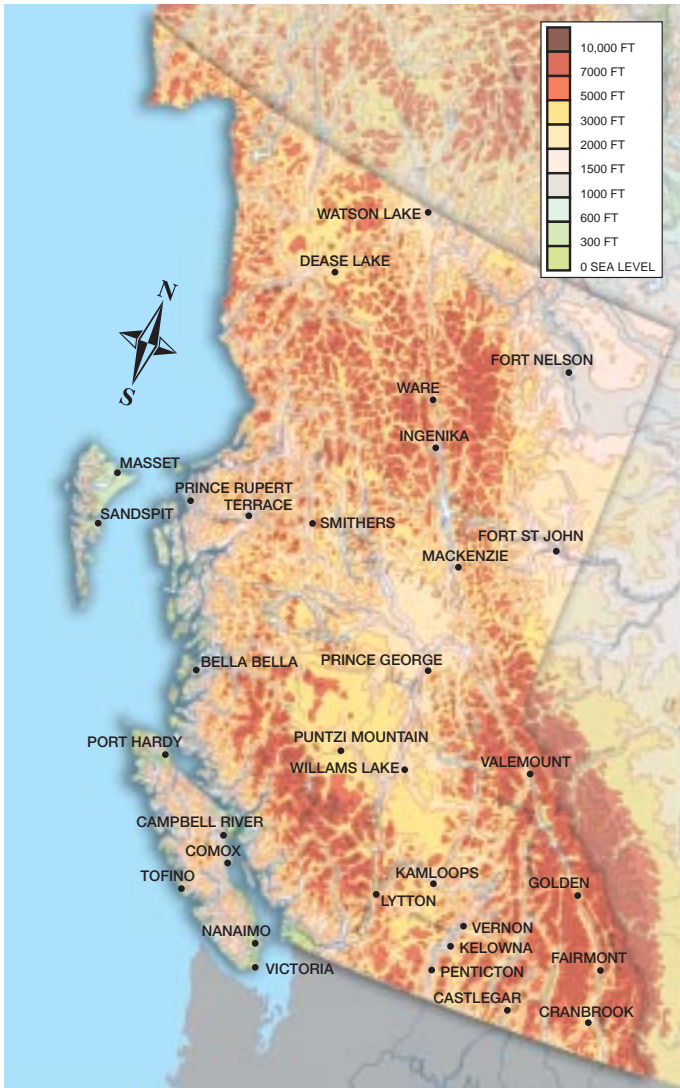 10,000 FT
7000 FT
5000 FT
3000 FT
2000 FT
1500 FT
1000 FT
600 FT
300 FT
0 SEA LEVEL
WATSON LAKE
DEASE LAKE
N
S
FORT NELSON
WARE
INGENIKA
MASSET
PRINCE RUPERT
TERRACE
SANDSPIT
SMITHERS
FORT ST JOHN
MACKENZIE
BELLA BELLA
PRINCE GEORGE
PORT HARDY
PUNTZI MOUNTAIN
WILLAMS LAKE
VALEMOUNT
CAMPBELL RIVER
COMOX
TOFINO
KAMLOOPS
LYTTON
GOLDEN
NANAIMO
VERNON
KELOWNA
VICTORIA
PENTICTON
FAIRMONT
CASTLEGAR
CRANBROOK